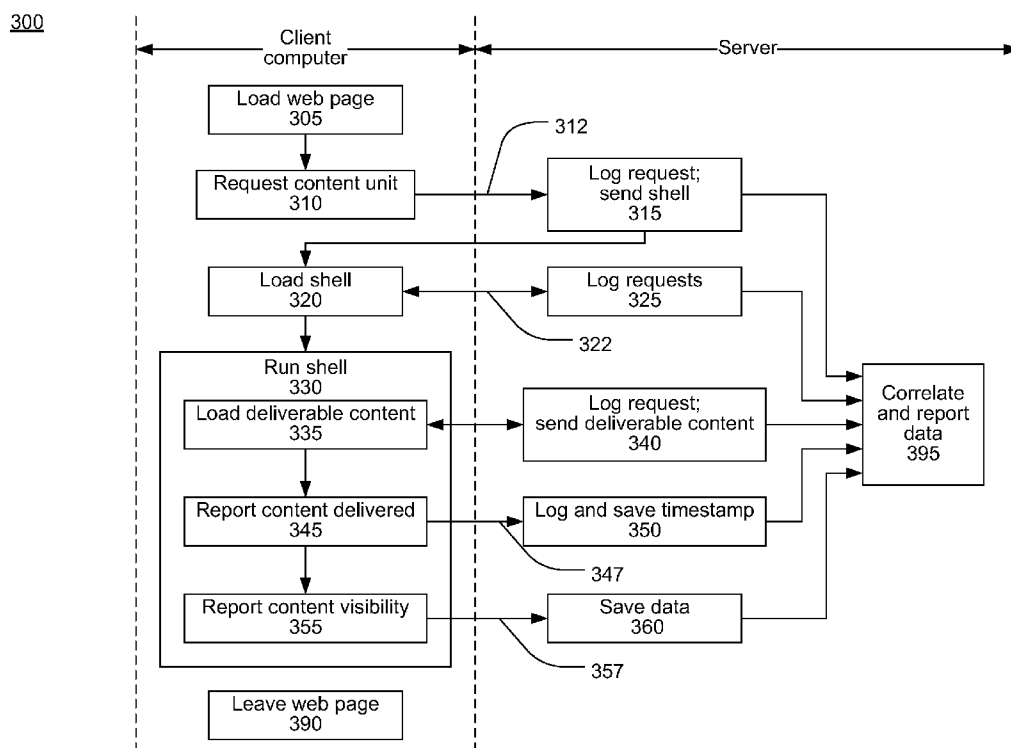 300
Client
computer
Server
Load web page
305
312
Request content unit
310
Log request;
send shell
315
Load shell
320
Log requests
325
322
Run shell
330
Load deliverable content
335
Log request;
send deliverable content
340
Correlate
and report
data
395
Report content delivered
345
Log and save timestamp
350
347
Report content visibility
355
Save data
360
357
Leave web page
390